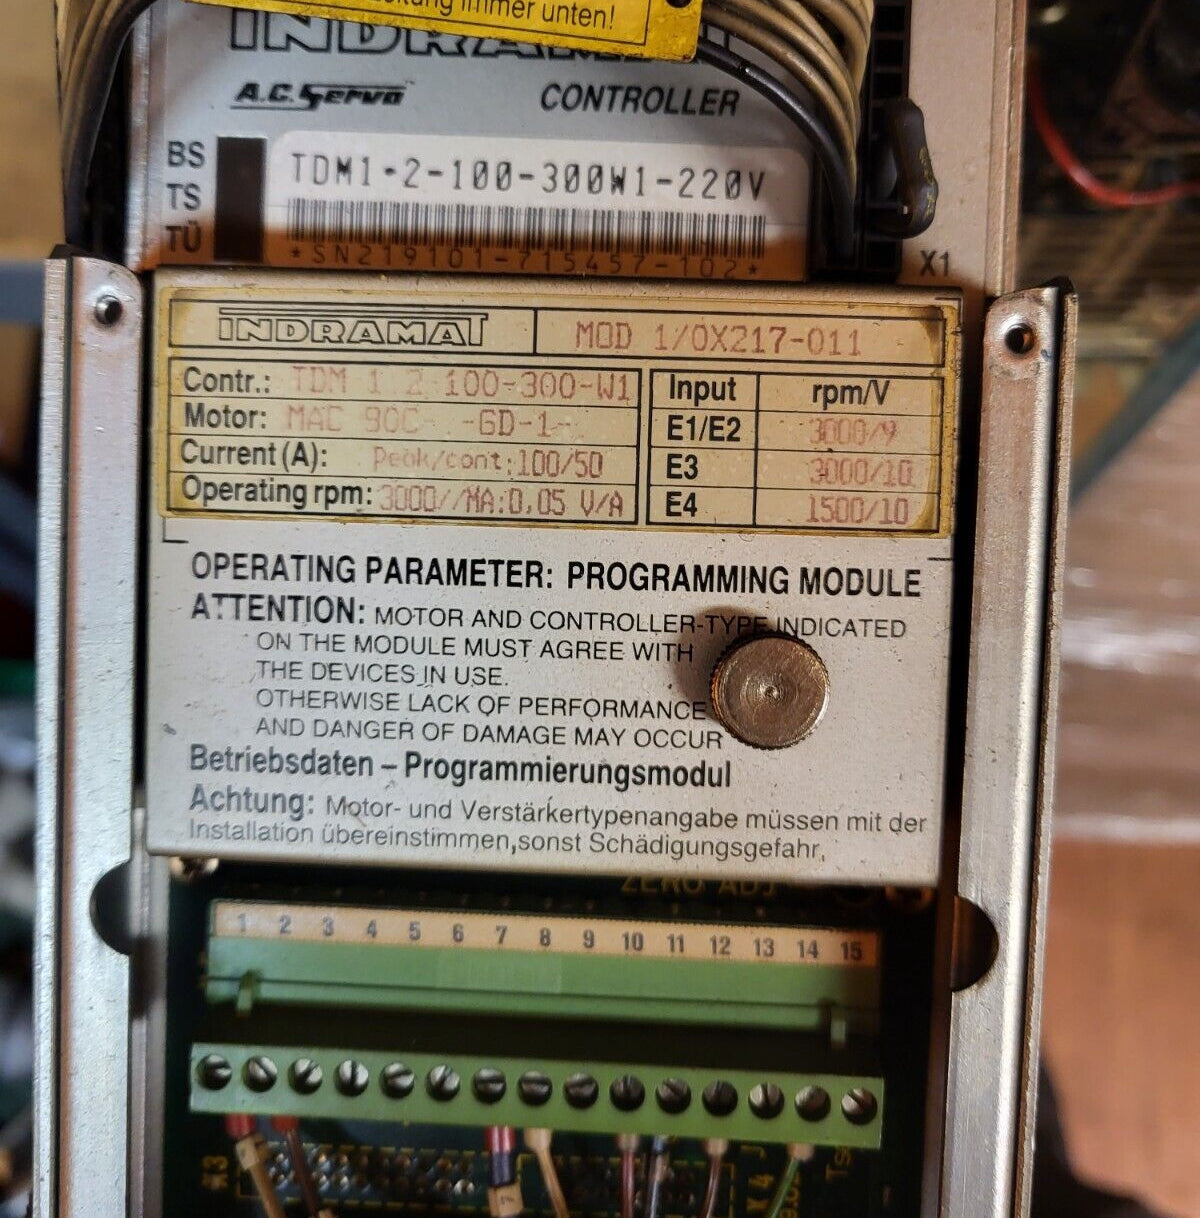 immer unten!
INDRAMAT
A.C. Servo CONTROLLER
BS
TS
TÜ
TDM1-2-100-300W1-220V
*SN219101-715457-102*
X1
INDRAMAT MOD 1/0X217-011
Contr.: TDM 1.2-100-300-W1
Motor: MAC 90C -GD-1-
Current (A): Peak/cont.:100/50
Operating rpm: 3000//MA:0,05 V/A
Input rpm/V
E1/E2 3000/9
E3 3000/10
E4 1500/10
OPERATING PARAMETER: PROGRAMMING MODULE
ATTENTION: MOTOR AND CONTROLLER-TYPE INDICATED
ON THE MODULE MUST AGREE WITH
THE DEVICES IN USE.
OTHERWISE LACK OF PERFORMANCE
AND DANGER OF DAMAGE MAY OCCUR
Betriebsdaten – Programmierungsmodul
Achtung: Motor- und Verstärkertypenangabe müssen mit der
Installation übereinstimmen,sonst Schädigungsgefahr,
ZERO ADJ
1 2 3 4 5 6 7 8 9 10 11 12 13 14 15
X3
X4